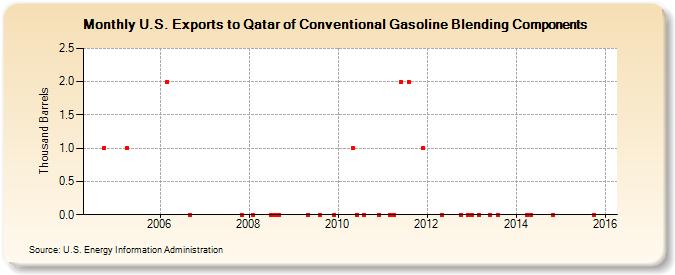 Monthly U.S. Exports to Qatar of Conventional Gasoline Blending Components
Thousand Barrels
2.5
2.0
1.5
1.0
0.5
0.0
2006 2008 2010 2012 2014 2016
Source: U.S. Energy Information Administration